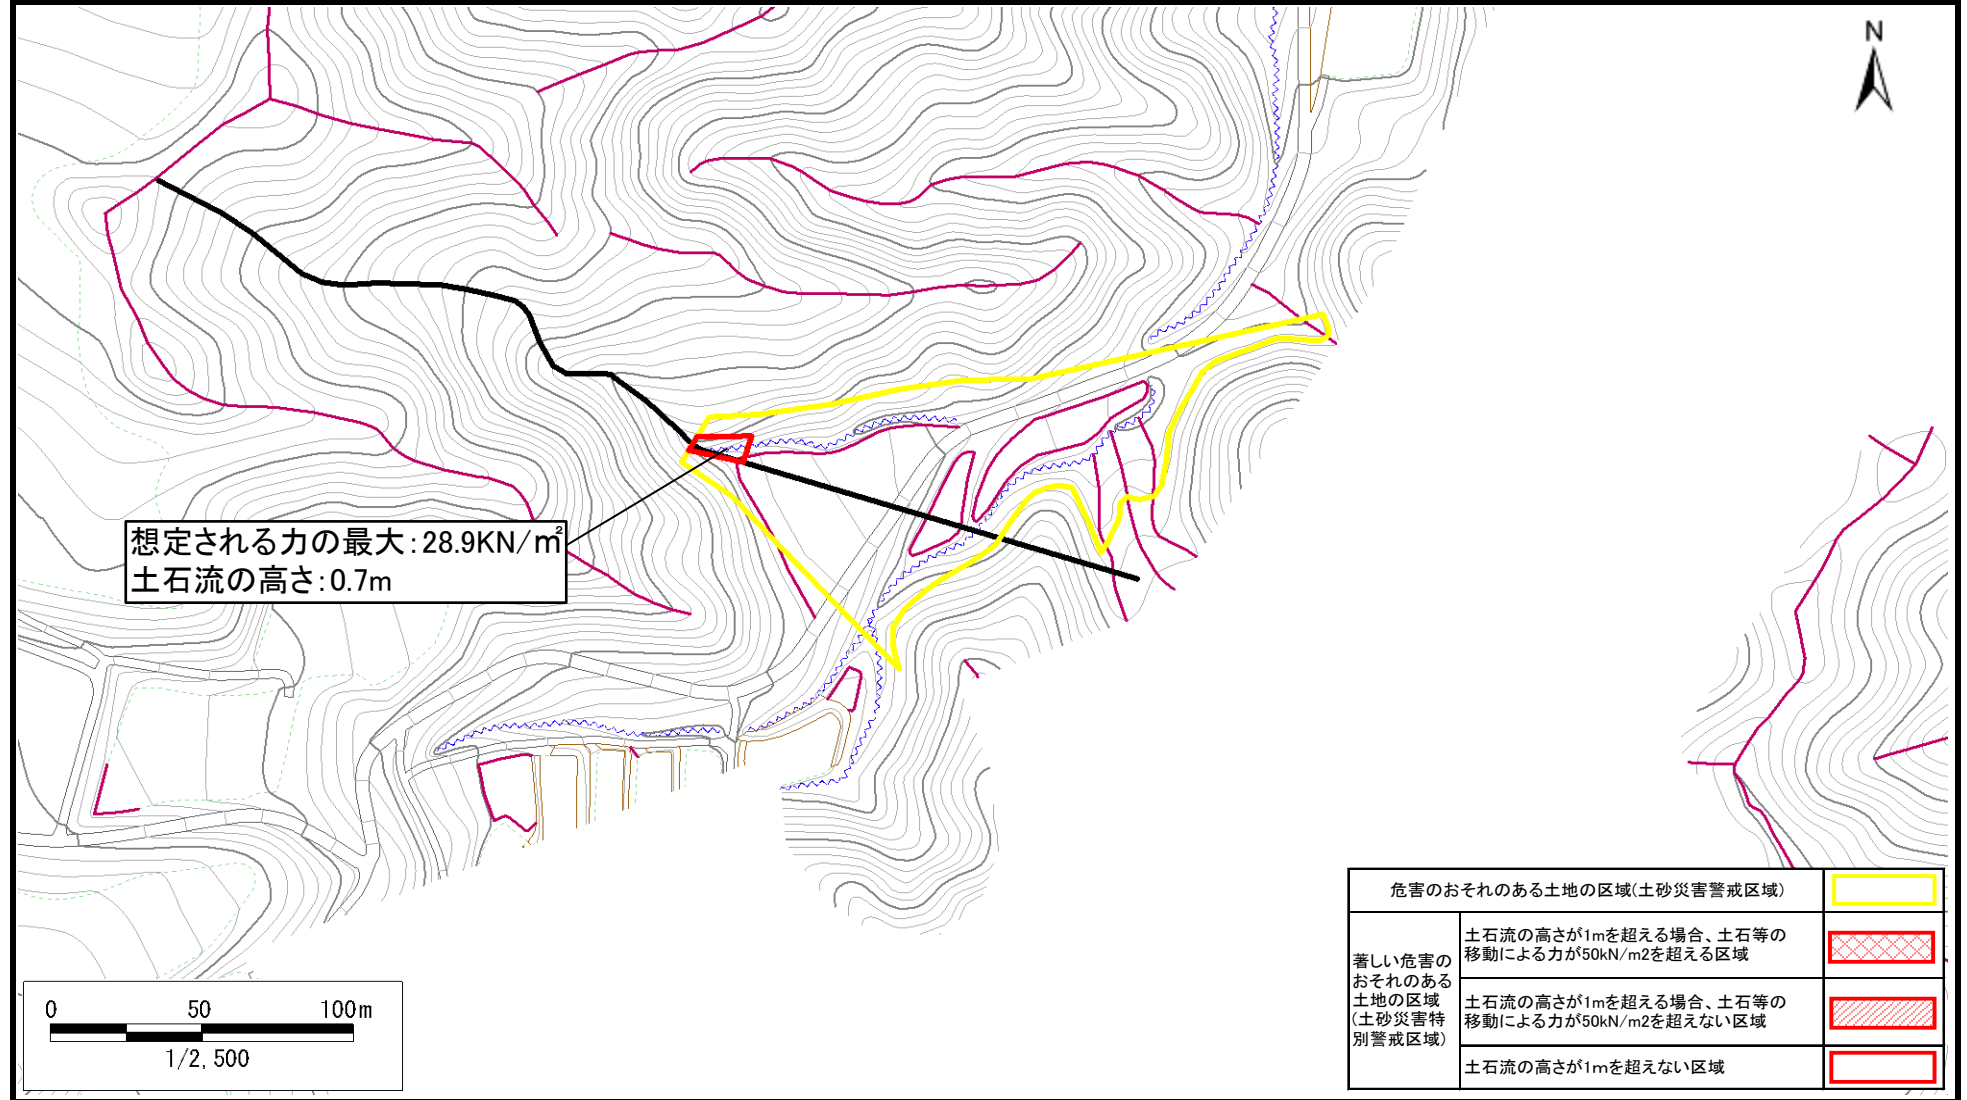 N
想定される力の最大：28.9KN/㎡
土石流の高さ：0.7m
危害のおそれのある土地の区域(土砂災害警戒区域)
著しい危害の
おそれのある
土地の区域
(土砂災害特
別警戒区域)
土石流の高さが1mを超える場合、土石等の
移動による力が50kN/m2を超える区域
土石流の高さが1mを超える場合、土石等の
移動による力が50kN/m2を超えない区域
土石流の高さが1mを超えない区域
0 50 100m
1/2,500